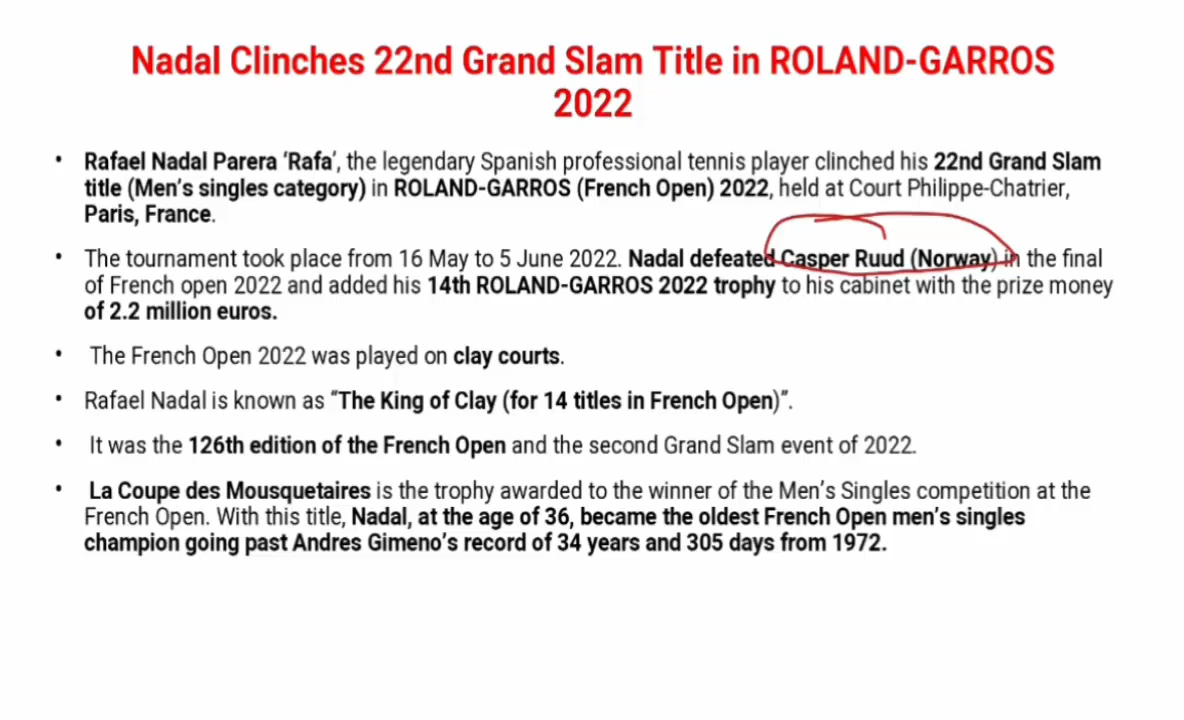 Nadal Clinches 22nd Grand Slam Title in ROLAND-GARROS
2022
• Rafael Nadal Parera ‘Rafa’, the legendary Spanish professional tennis player clinched his 22nd Grand Slam
title (Men’s singles category) in ROLAND-GARROS (French Open) 2022, held at Court Philippe-Chatrier,
Paris, France.
• The tournament took place from 16 May to 5 June 2022. Nadal defeated Casper Ruud (Norway) in the final
of French open 2022 and added his 14th ROLAND-GARROS 2022 trophy to his cabinet with the prize money
of 2.2 million euros.
• The French Open 2022 was played on clay courts.
• Rafael Nadal is known as “The King of Clay (for 14 titles in French Open)”.
• It was the 126th edition of the French Open and the second Grand Slam event of 2022.
• La Coupe des Mousquetaires is the trophy awarded to the winner of the Men’s Singles competition at the
French Open. With this title, Nadal, at the age of 36, became the oldest French Open men’s singles
champion going past Andres Gimeno’s record of 34 years and 305 days from 1972.